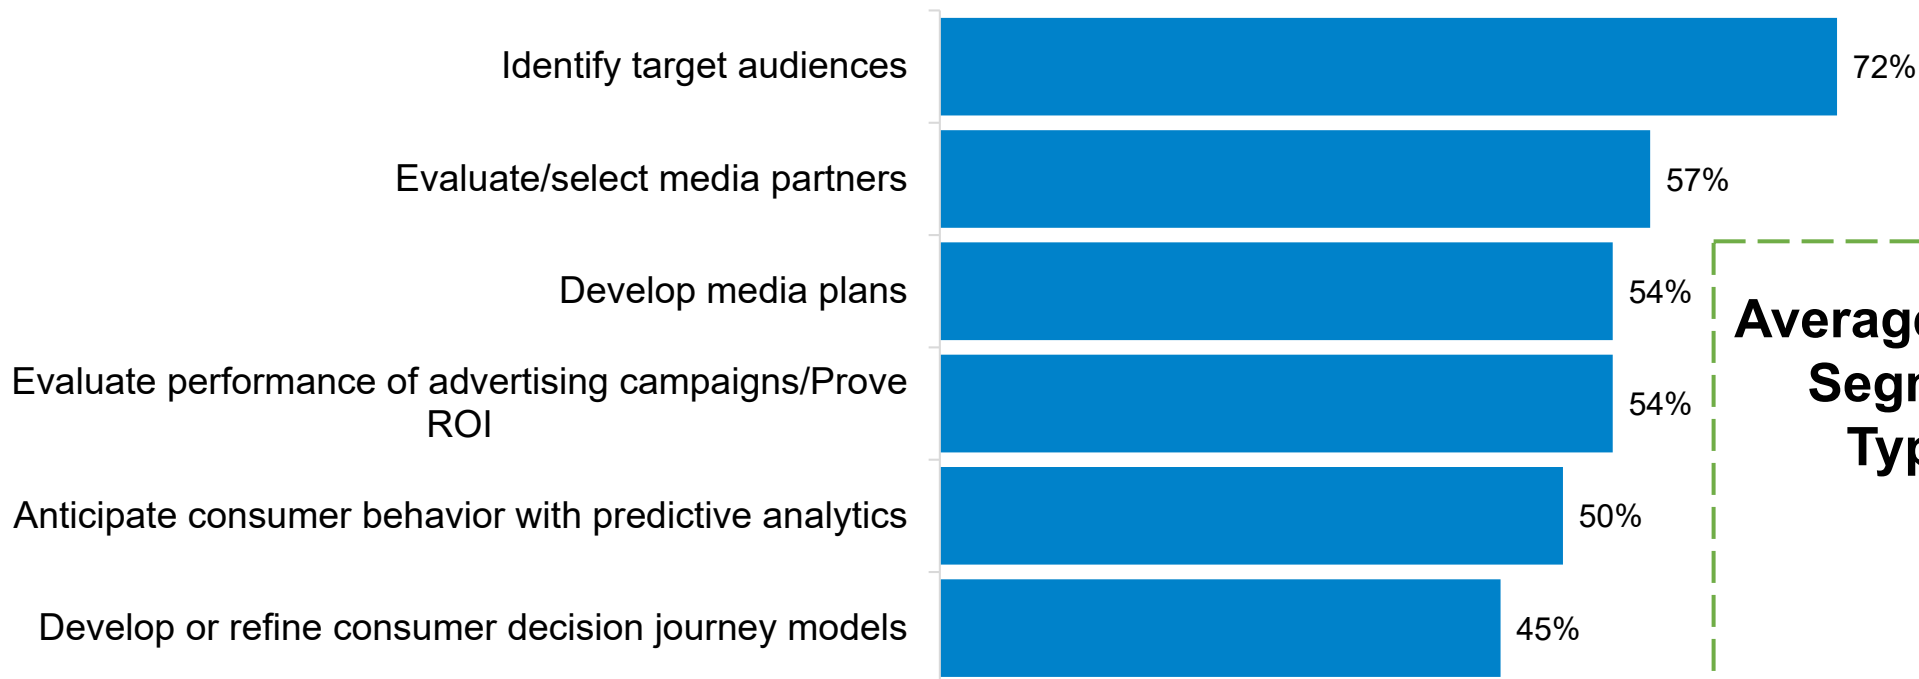 Identify target audiences
72%
Evaluate/select media partners
57%
Develop media plans
54%
Evaluate performance of advertising campaigns/Prove
ROI
54%
Anticipate consumer behavior with predictive analytics
50%
Develop or refine consumer decision journey models
45%